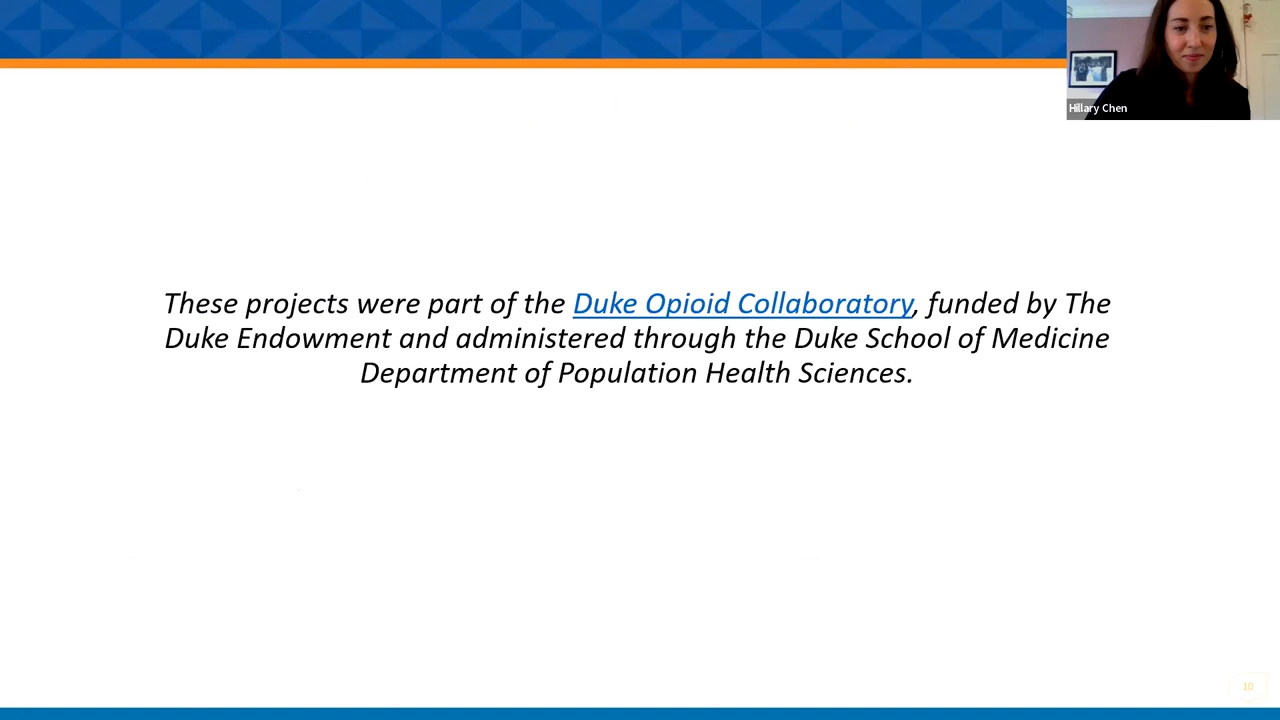 Hillary Chen
These projects were part of the Duke Opioid Collaboratory, funded by The
Duke Endowment and administered through the Duke School of Medicine
Department of Population Health Sciences.
10